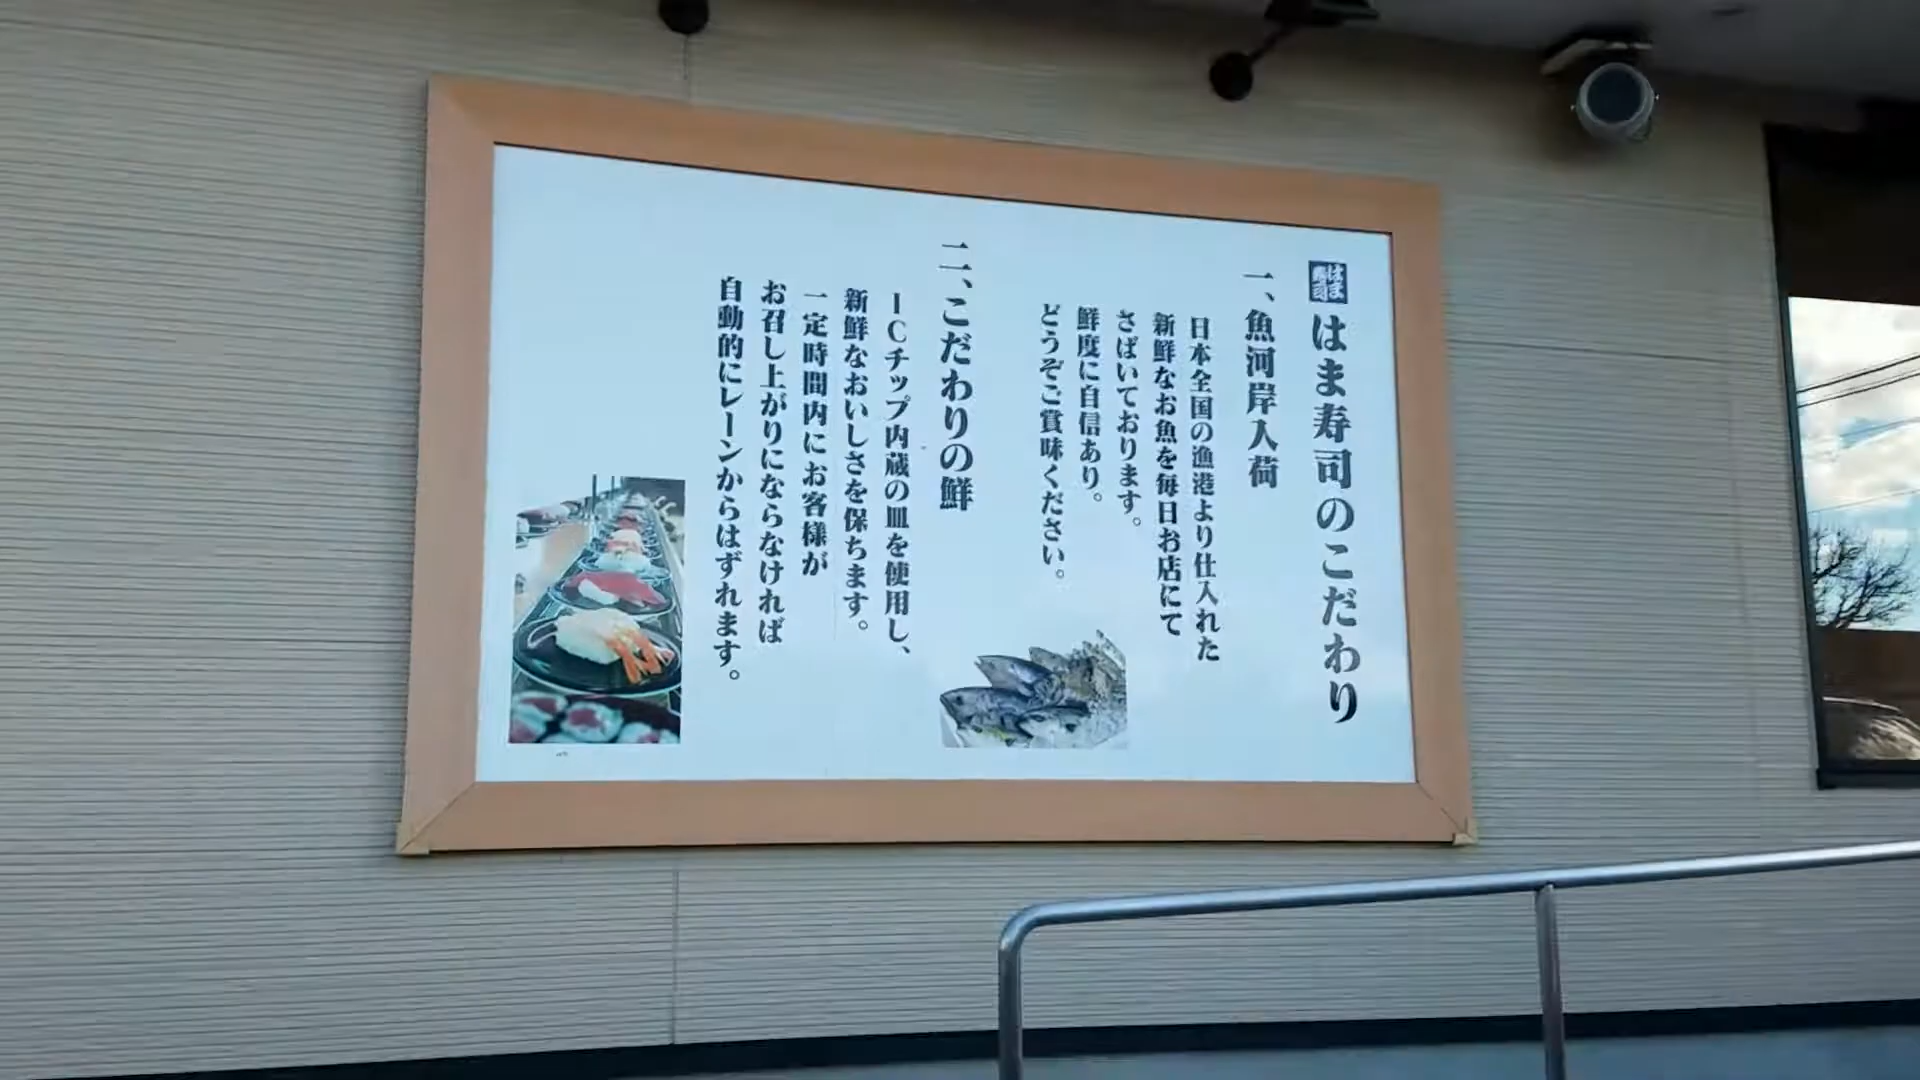 はま寿司
はま寿司のこだわり
一、魚河岸入荷
日本全国の漁港より仕入れた
新鮮なお魚を毎日お店にて
さばいております。
鮮度に自信あり。
どうぞご賞味ください。
二、こだわりの鮮
ICチップ内蔵の皿を使用し、
新鮮なおいしさを保ちます。
一定時間内にお客様が
お召し上がりにならなければ
自動的にレーンからはずれます。